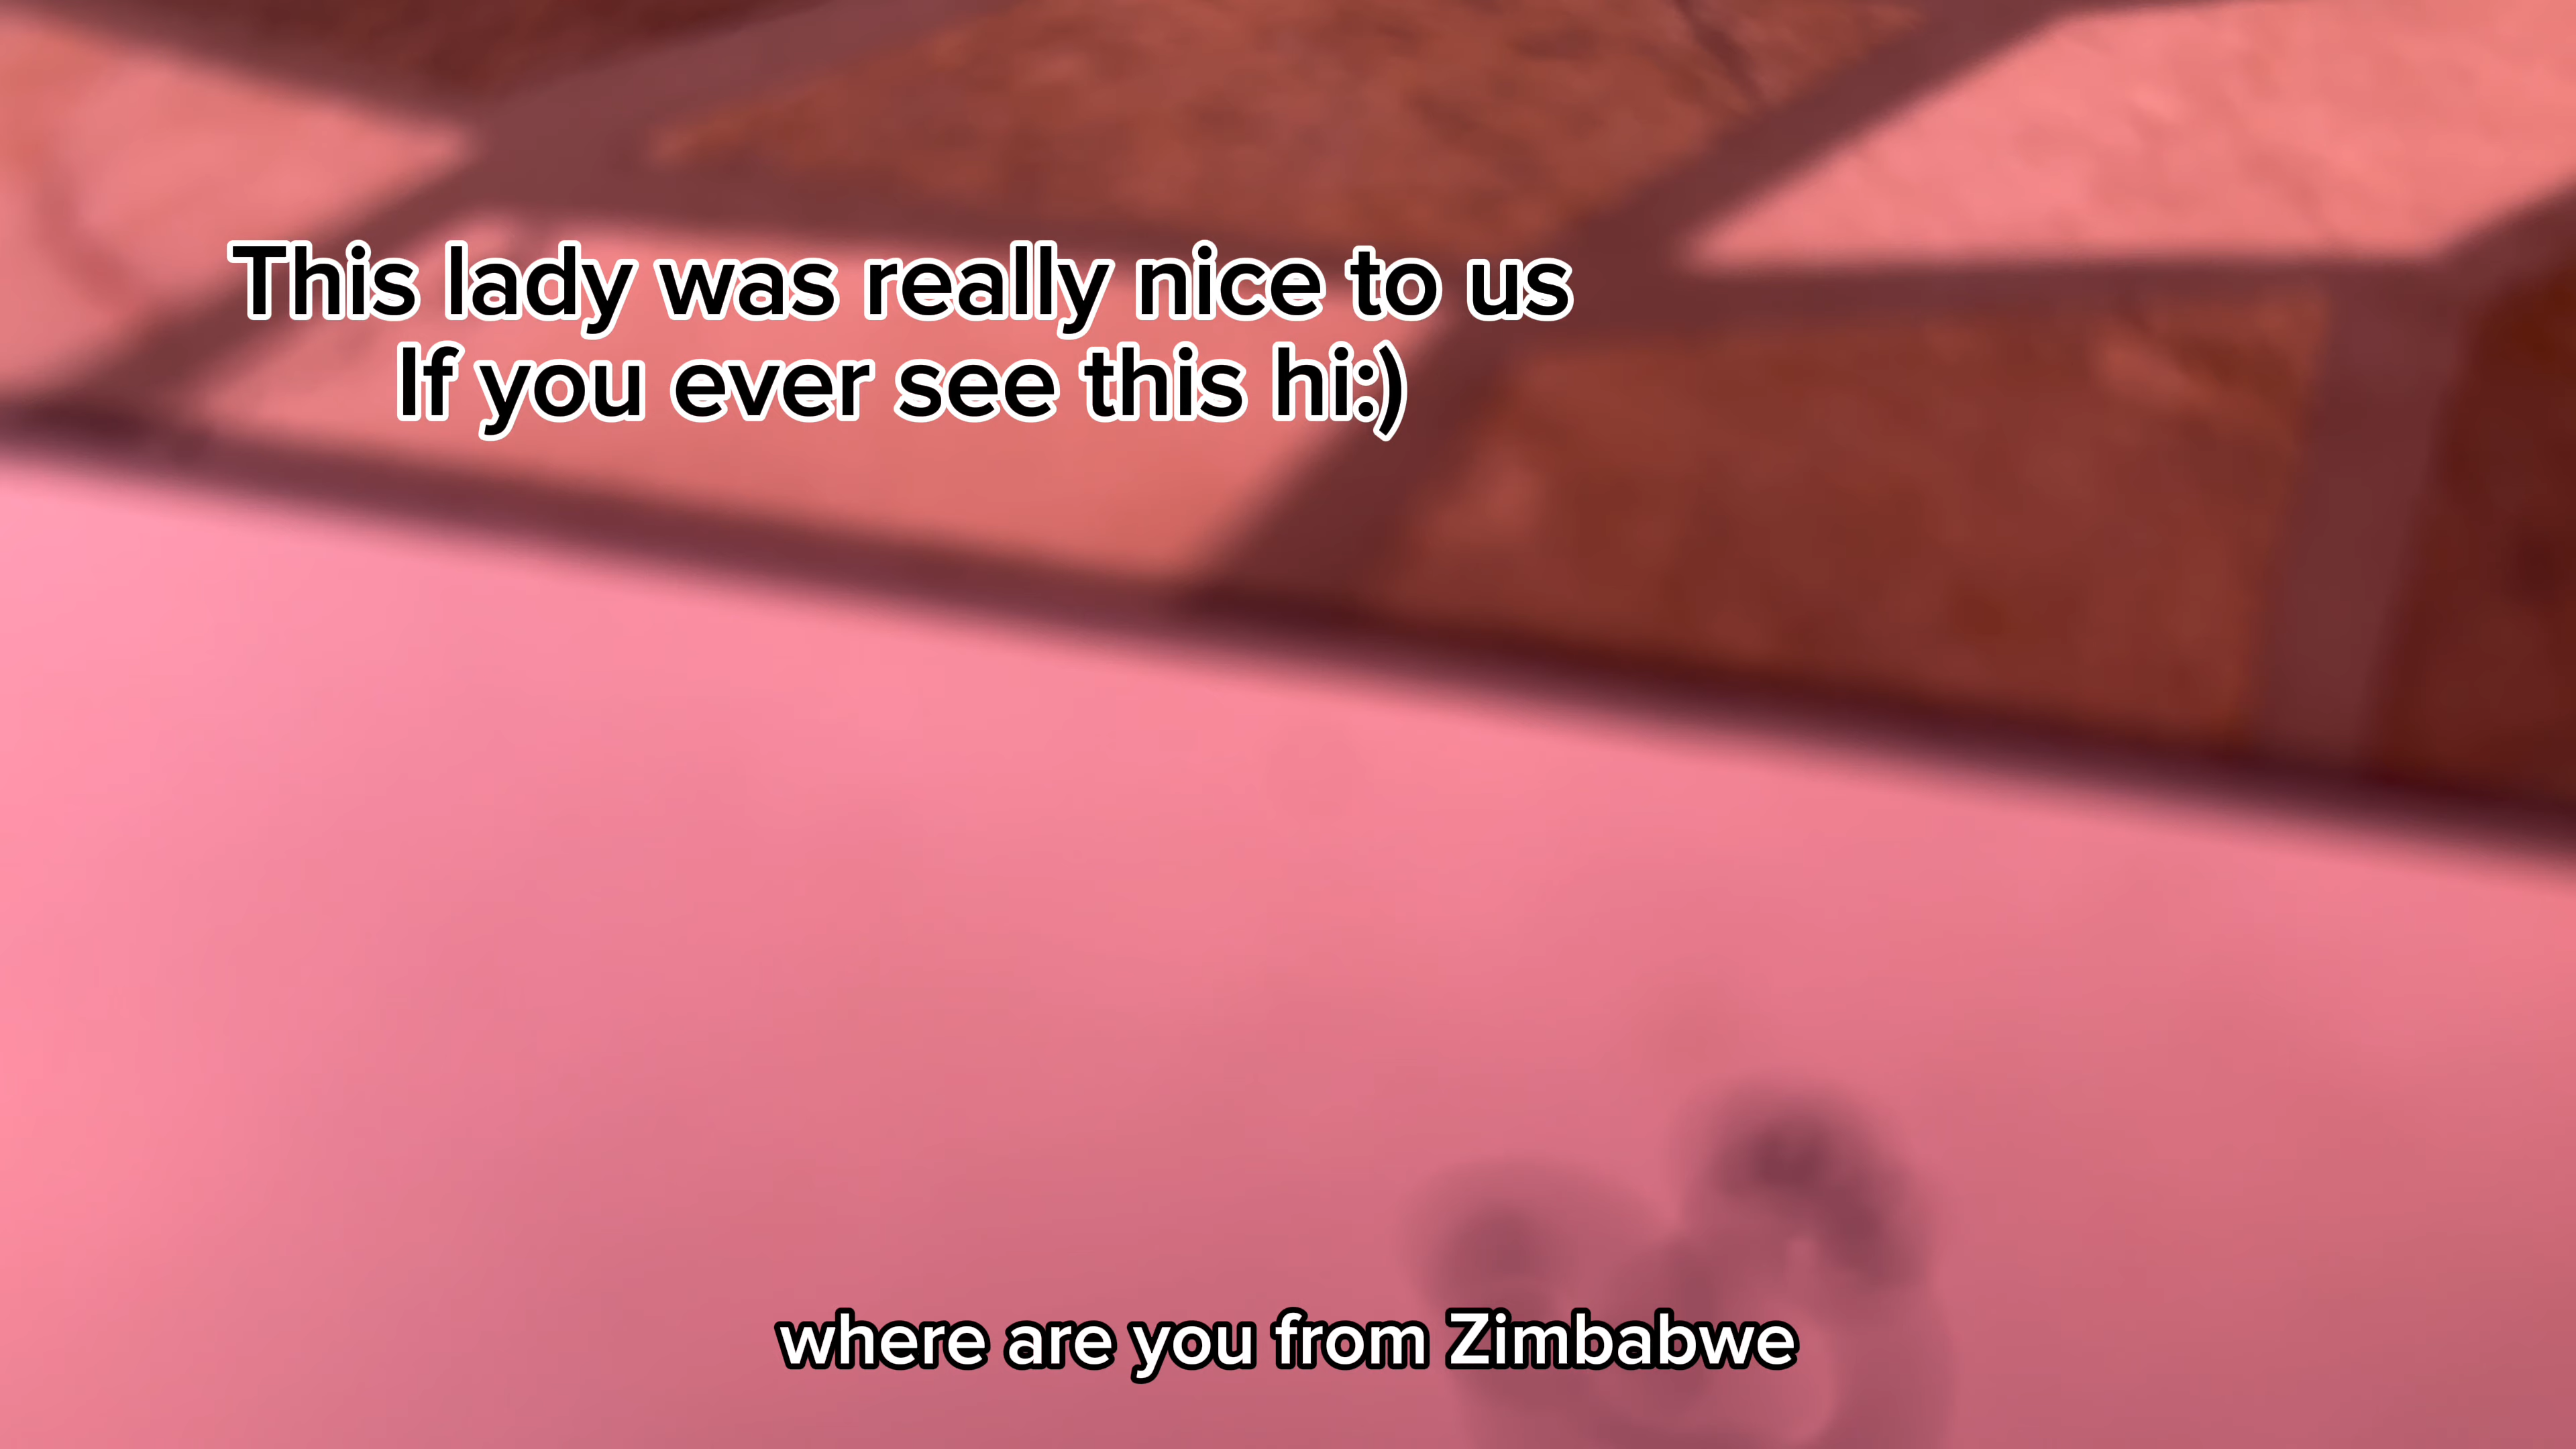 This lady was really nice to us
If you ever see this hi:)
where are you from Zimbabwe